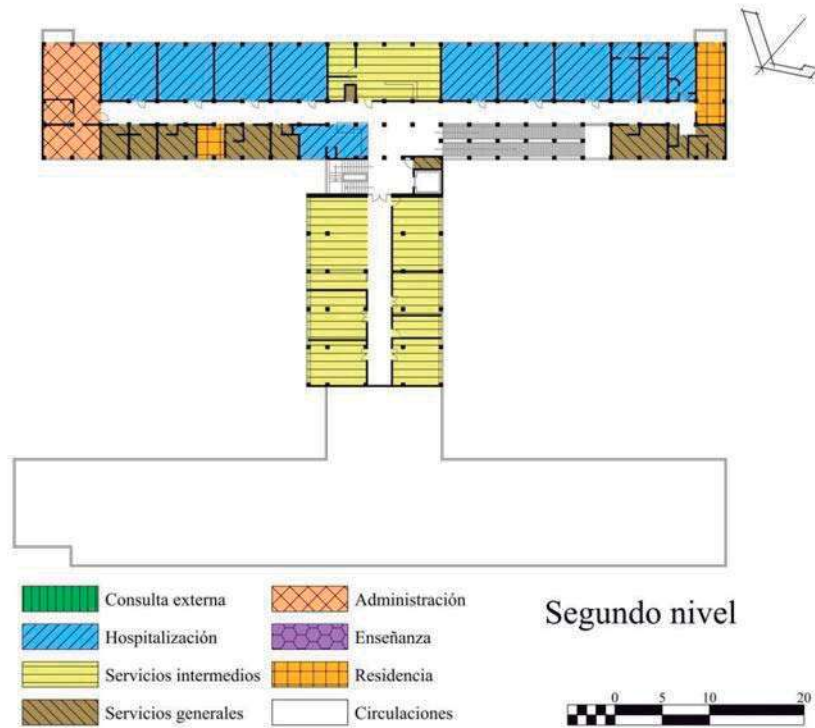 Consulta externa
Administración
Hospitalización
Enseñanza
Segundo nivel
Servicios intermedios
Residencia
Servicios generales
Circulaciones
0 5 10 20